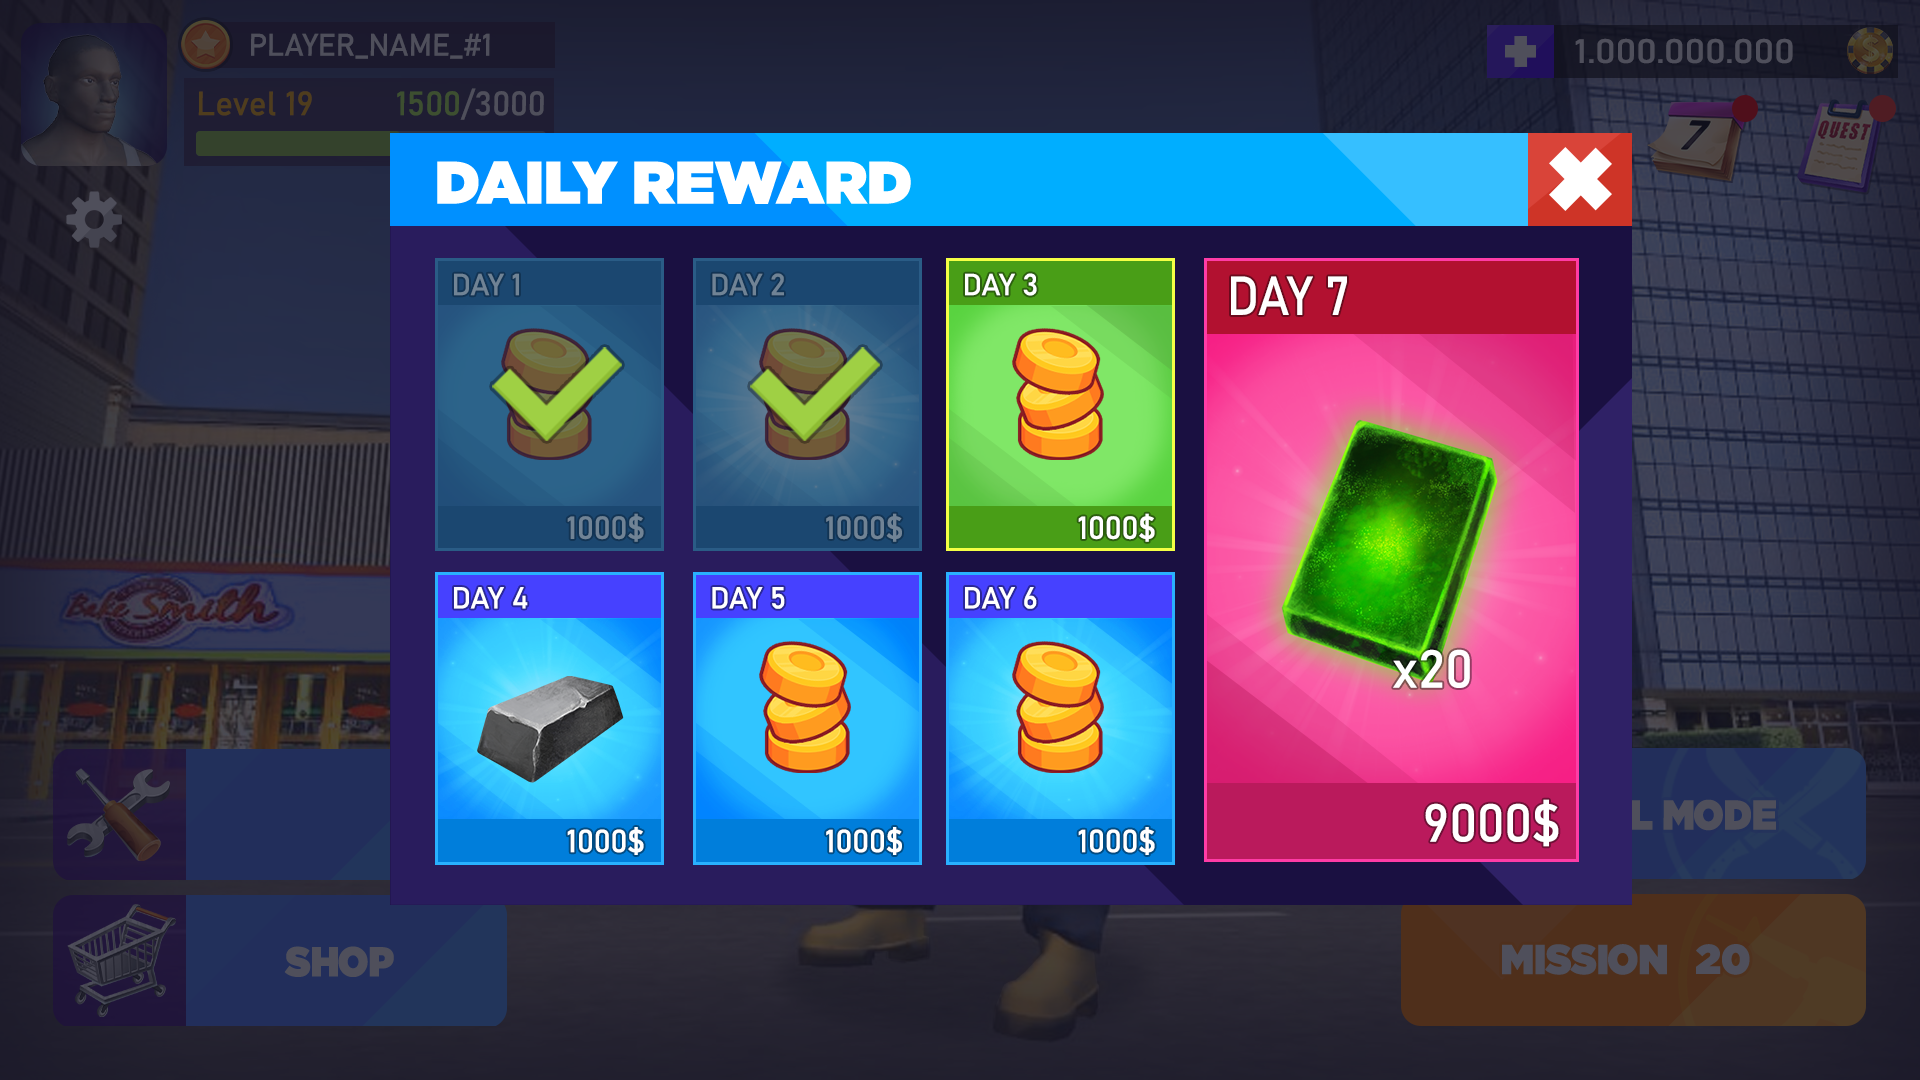 PLAYER_NAME_#1
1.000.000.000
Level 19
1500/3000
7
QUEST
DAILY REWARD
DAY 1
1000$
DAY 2
1000$
DAY 3
1000$
DAY 7
x20
9000$
DAY 4
1000$
DAY 5
1000$
DAY 6
1000$
Bake Smith
L MODE
SHOP
MISSION 20